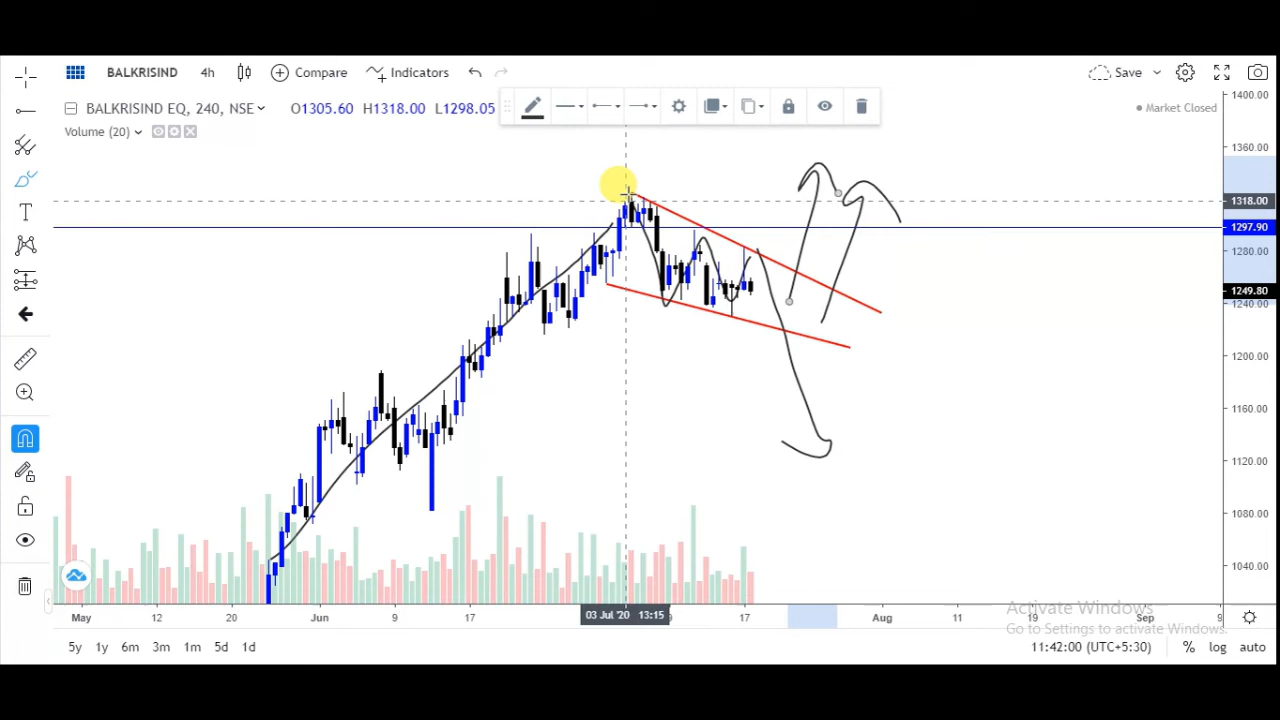 BALKRISIND 4h Compare Indicators Save
BALKRISIND EQ, 240, NSE O1305.60 H1318.00 L1298.05
Market Closed
Volume (20)
1400.00
1360.00
1318.00
1297.90
1280.00
1249.80
1240.00
1200.00
1160.00
1120.00
1080.00
1040.00
May 12 20 Jun 9 17 03 Jul '20 13:15 17 Aug 11 19 Sep 9
Activate Windows
Go to Settings to activate Windows.
5y 1y 6m 3m 1m 5d 1d 11:42:00 (UTC+5:30) % log auto